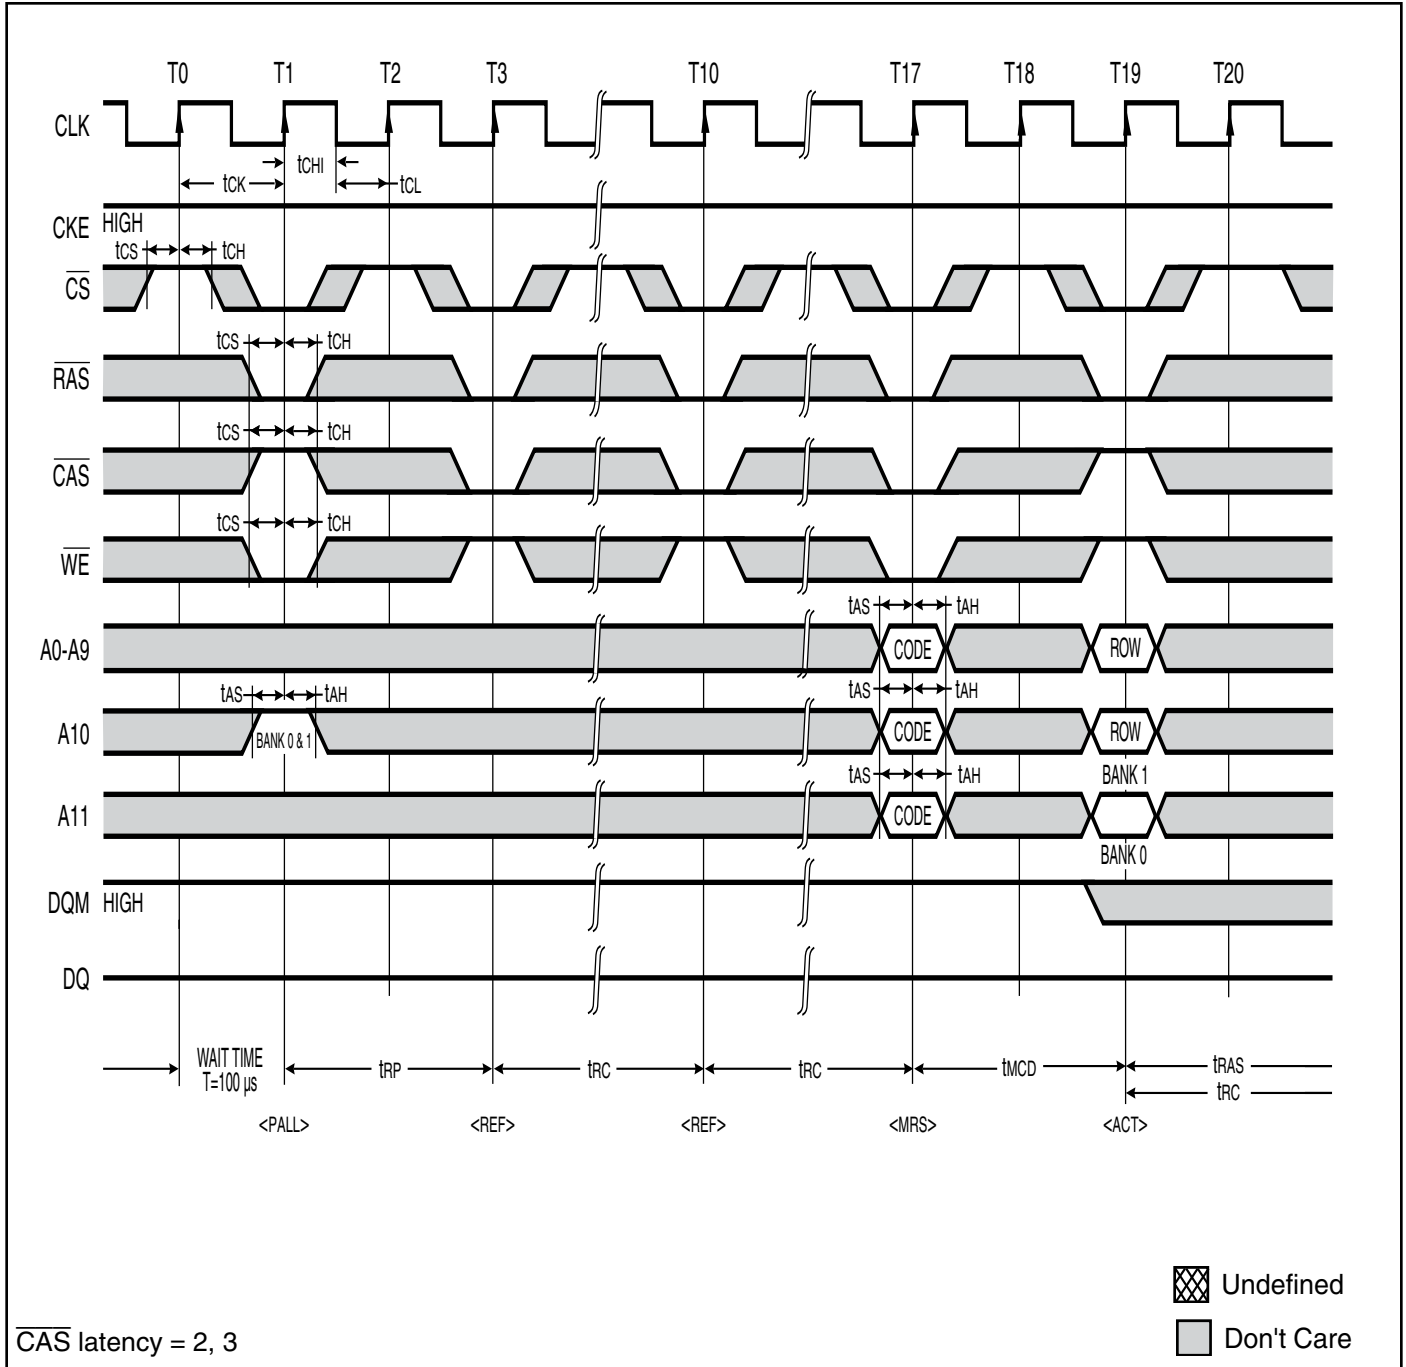 T0 T1 T2 T3 T10 T17 T18 T19 T20
CLK
tCHI
tCK tCL
CKE HIGH
tCS tCH
CS
tCS tCH
RAS
tCS tCH
CAS
tCS tCH
WE
tAS tAH
A0-A9 CODE ROW
tAS tAH tAS tAH
A10 BANK 0 & 1 CODE ROW
tAS tAH BANK 1
A11 CODE
BANK 0
DQM HIGH
DQ
WAIT TIME
T=100 µs
tRP tRC tRC tMCD tRAS
tRC
<PALL> <REF> <REF> <MRS> <ACT>
Undefined
CAS latency = 2, 3
Don't Care